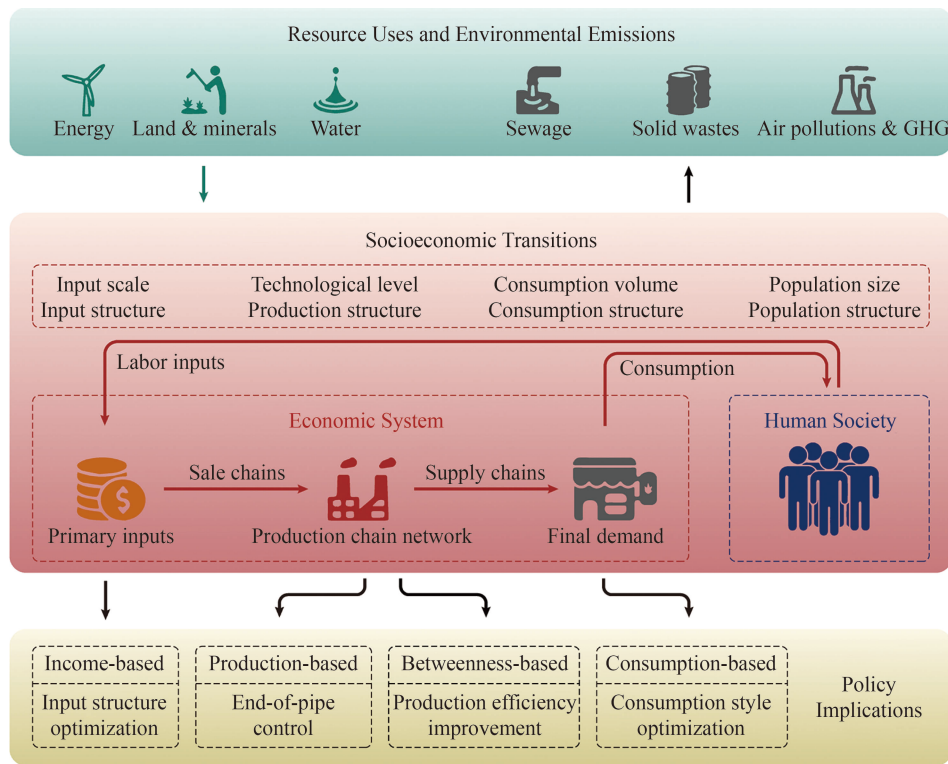 Resource Uses and Environmental Emissions
Energy
Land & minerals
Water
Sewage
Solid wastes
Air pollutions & GHG
Socioeconomic Transitions
Input scale
Input structure
Technological level
Production structure
Consumption volume
Consumption structure
Population size
Population structure
Labor inputs
Consumption
Economic System
Human Society
Sale chains
Supply chains
Primary inputs
Production chain network
Final demand
Income-based
Input structure
optimization
Production-based
End-of-pipe
control
Betweenness-based
Production efficiency
improvement
Consumption-based
Consumption style
optimization
Policy
Implications